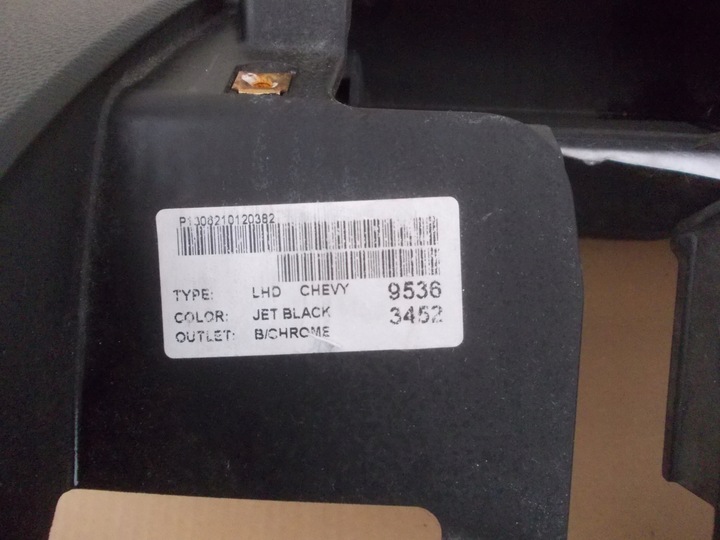 P1306210120382
TYPE: LHD CHEVY 9536
COLOR: JET BLACK 3452
OUTLET: B/CHROME